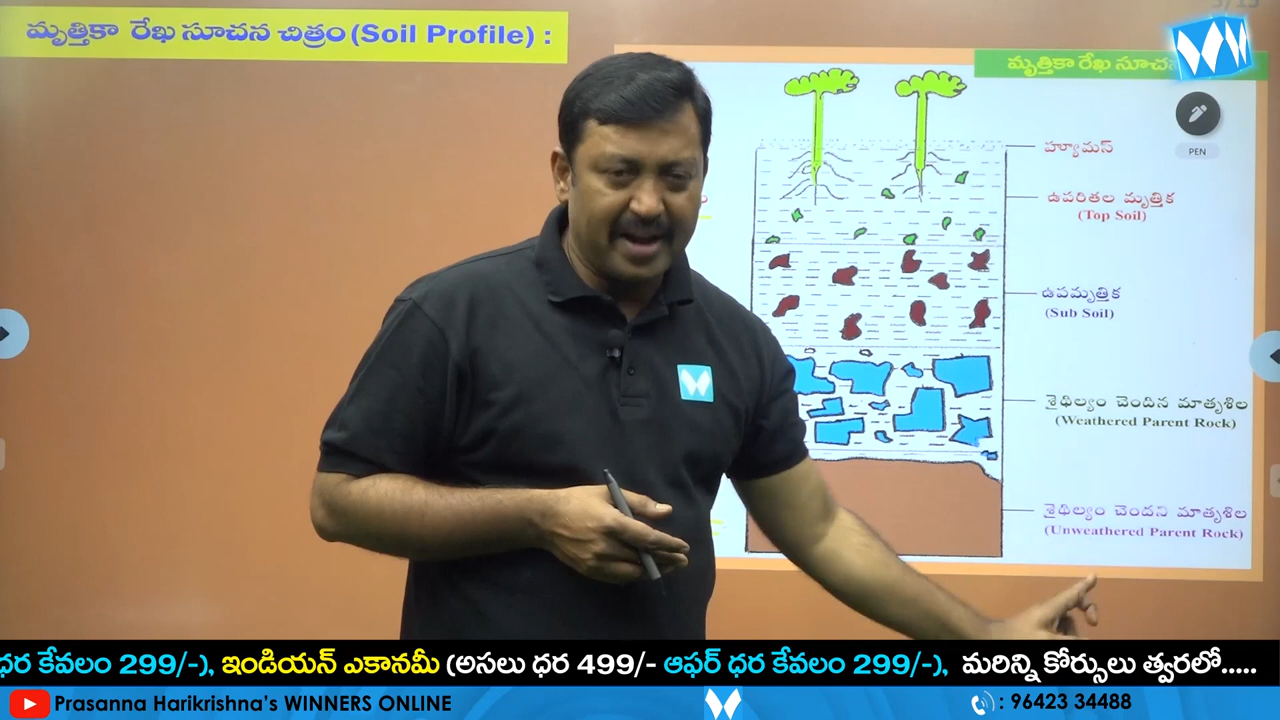 మృత్తికా రేఖ సూచన చిత్రం (Soil Profile) :
మృత్తికా రేఖ సూచన
PEN
హ్యూమస్
ఉపరితల మృత్తిక
(Top Soil)
ఉపమృత్తిక
(Sub Soil)
శైథిల్యం చెందిన మాతృశిల
(Weathered Parent Rock)
శైథిల్యం చెందని మాతృశిల
(Unweathered Parent Rock)
ధర కేవలం 299/-), ఇండియన్ ఎకానమీ (అసలు ధర 499/- ఆఫర్ ధర కేవలం 299/-), మరిన్ని కోర్సులు త్వరలో.....
Prasanna Harikrishna's WINNERS ONLINE
: 96423 34488